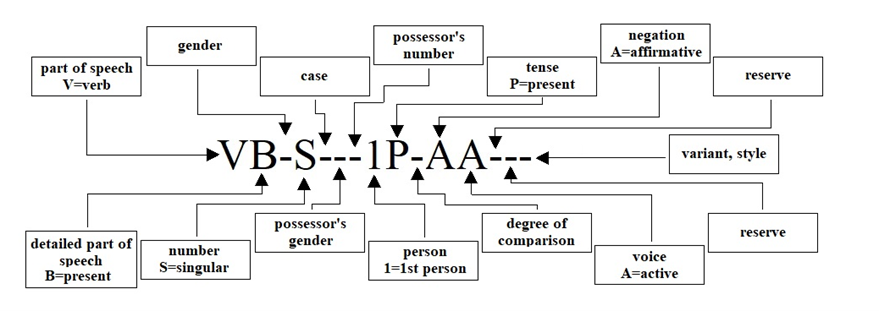 negation
A=affirmative
possessor's
number
gender
tense
P=present
part of speech
V=verb
case
reserve
VB-S---1P-AA---
variant, style
detailed part of
speech
B=present
number
S=singular
possessor's
gender
person
1=1st person
degree of
comparison
voice
A=active
reserve